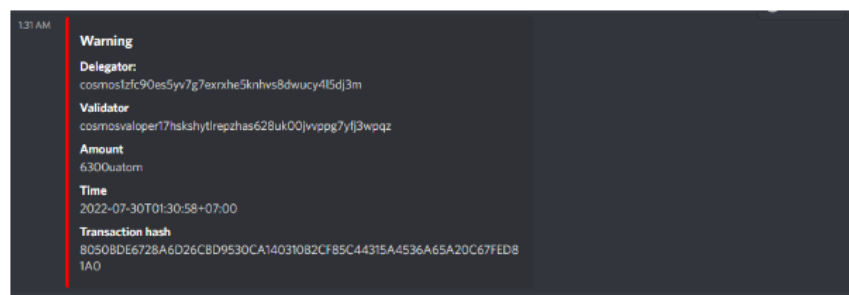 1:31 AM
Warning
Delegator:
cosmos1zfc90es5yv7g7exrxhe5knhvs8dwucy4l5dj3m
Validator
cosmosvaloper17hskshytlrepzhas628uk00jvvppg7yfj3wpqz
Amount
6300uatom
Time
2022-07-30T01:30:58+07:00
Transaction hash
8050BDE6728A6D26CBD9530CA14031082CF85C44315A4536A65A20C67FED8
1A0